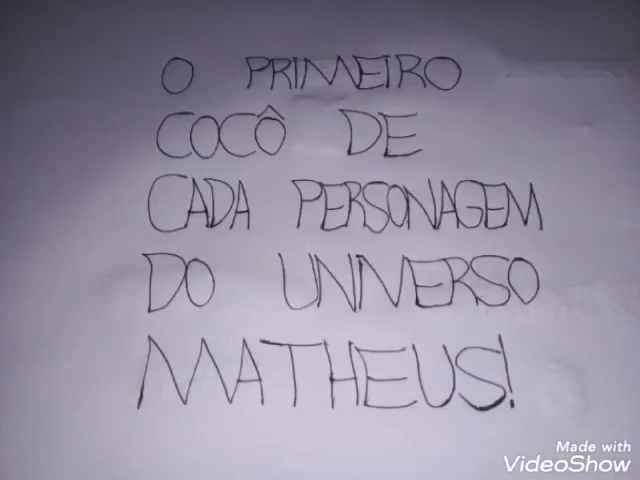 O PRIMEIRO
COCÔ DE
CADA PERSONAGEM
DO UNIVERSO
MATHEUS!
Made with
VideoShow